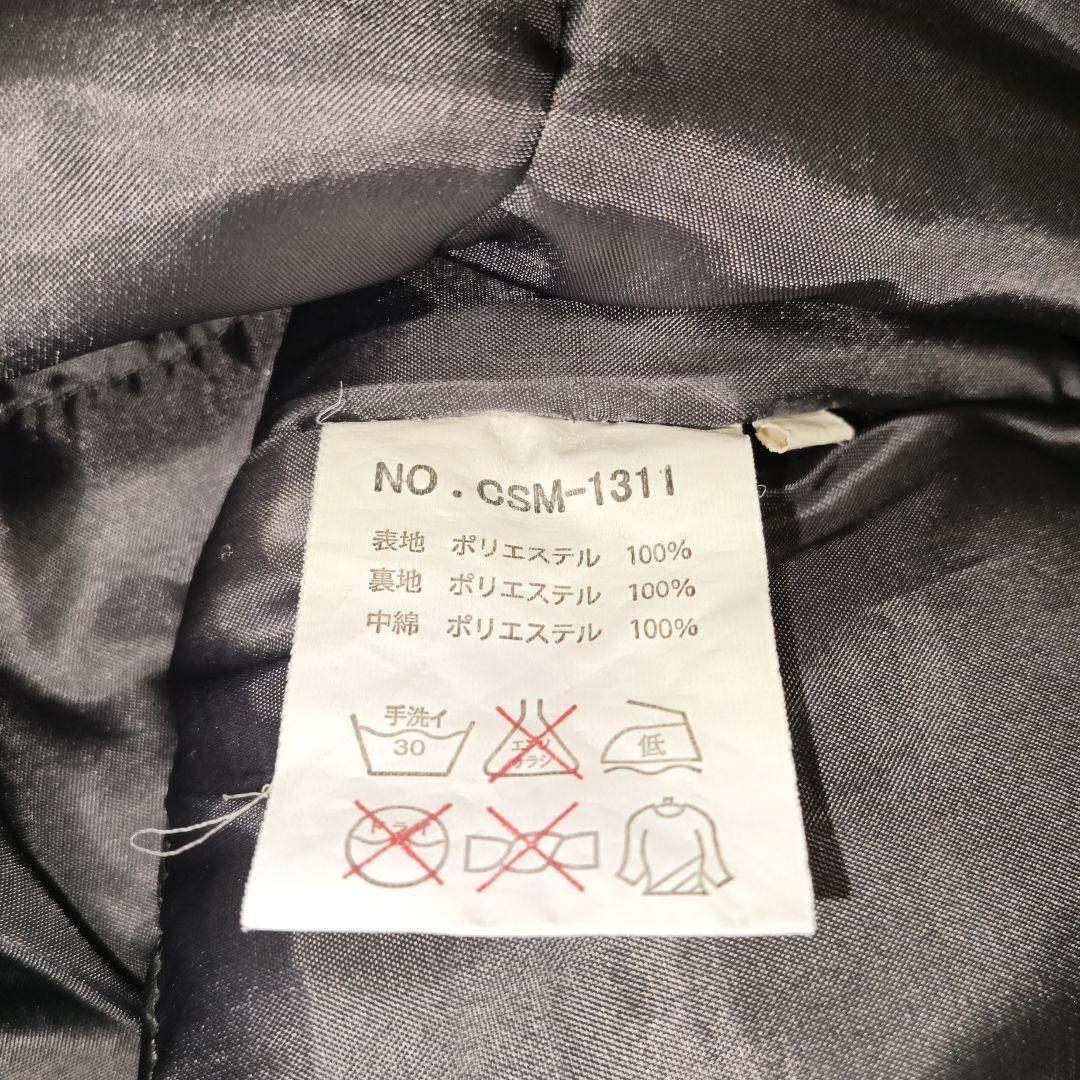 NO. CSM-1311
表地 ポリエステル 100%
裏地 ポリエステル 100%
中綿 ポリエステル 100%
手洗イ
30
エンソ
サラシ
低
ドライ